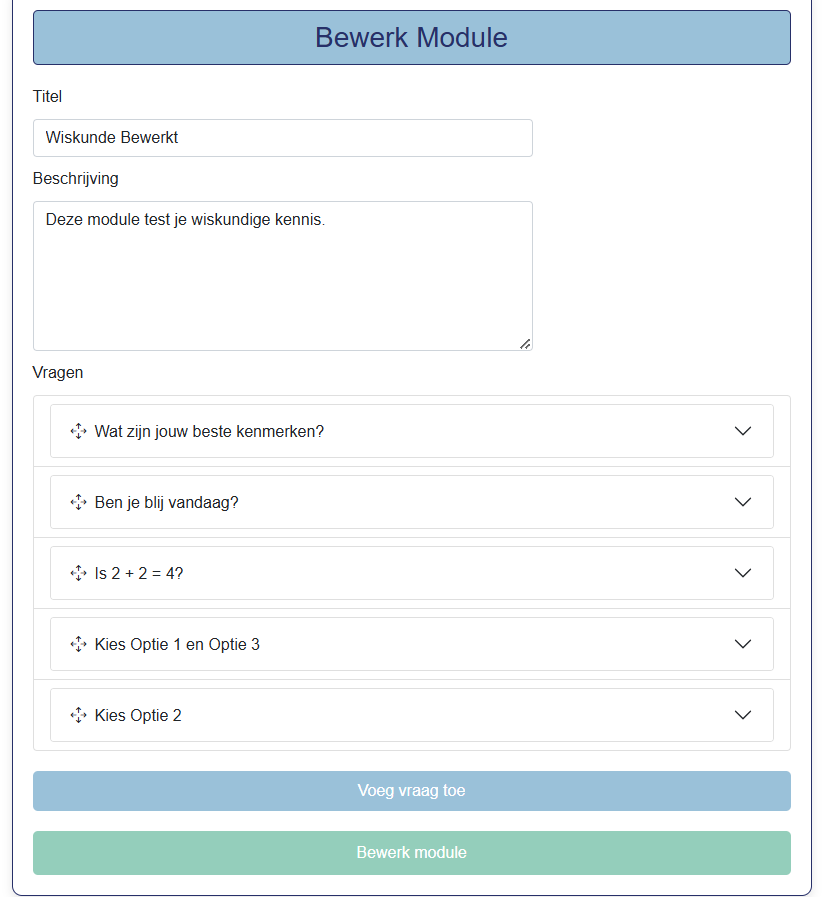 Bewerk Module
Titel
Wiskunde Bewerkt
Beschrijving
Deze module test je wiskundige kennis.
Vragen
Wat zijn jouw beste kenmerken?
Ben je blij vandaag?
Is 2 + 2 = 4?
Kies Optie 1 en Optie 3
Kies Optie 2
Voeg vraag toe
Bewerk module